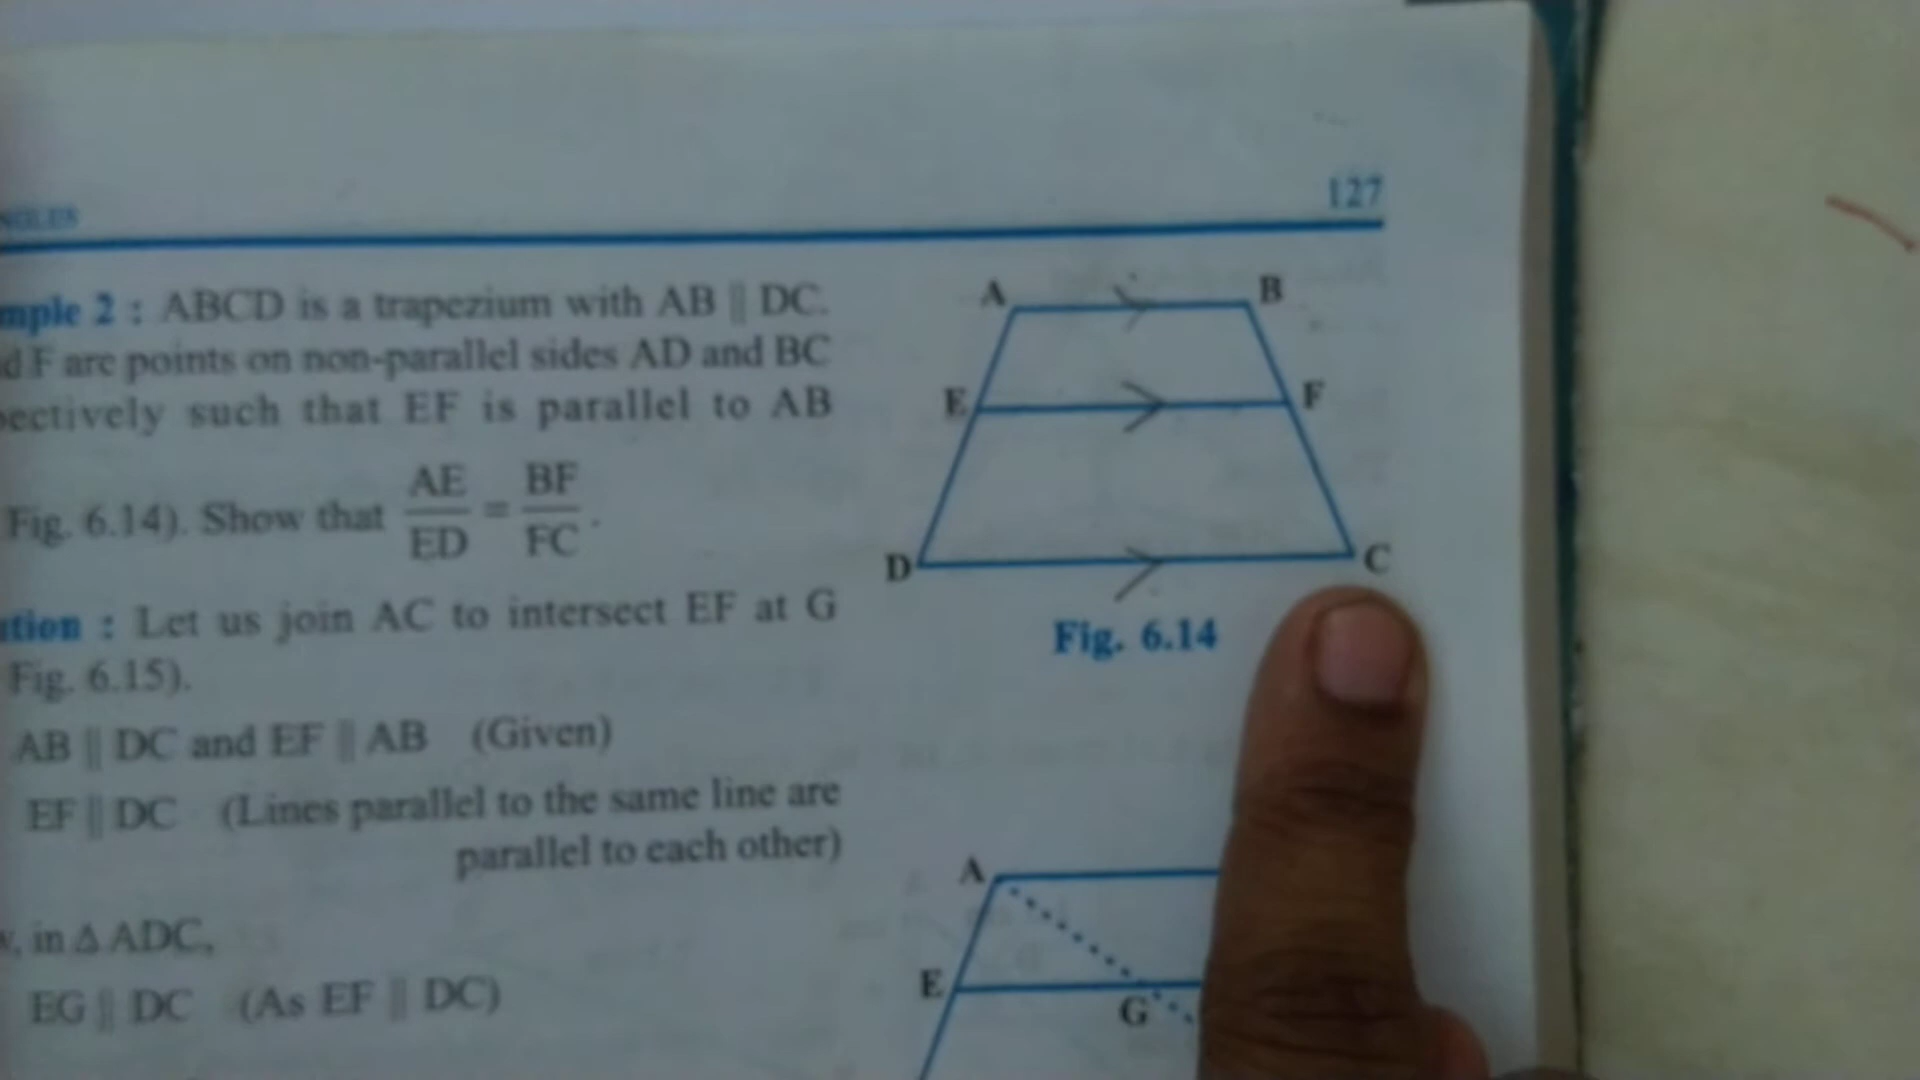 127
mple 2 : ABCD is a trapezium with AB || DC.
d F are points on non-parallel sides AD and BC
pectively such that EF is parallel to AB
Fig. 6.14). Show that AE/ED = BF/FC .
ution : Let us join AC to intersect EF at G
Fig. 6.15).
AB || DC and EF || AB (Given)
EF || DC (Lines parallel to the same line are
parallel to each other)
, in Δ ADC,
EG || DC (As EF || DC)
A B
E F
D C
Fig. 6.14
A
E
G